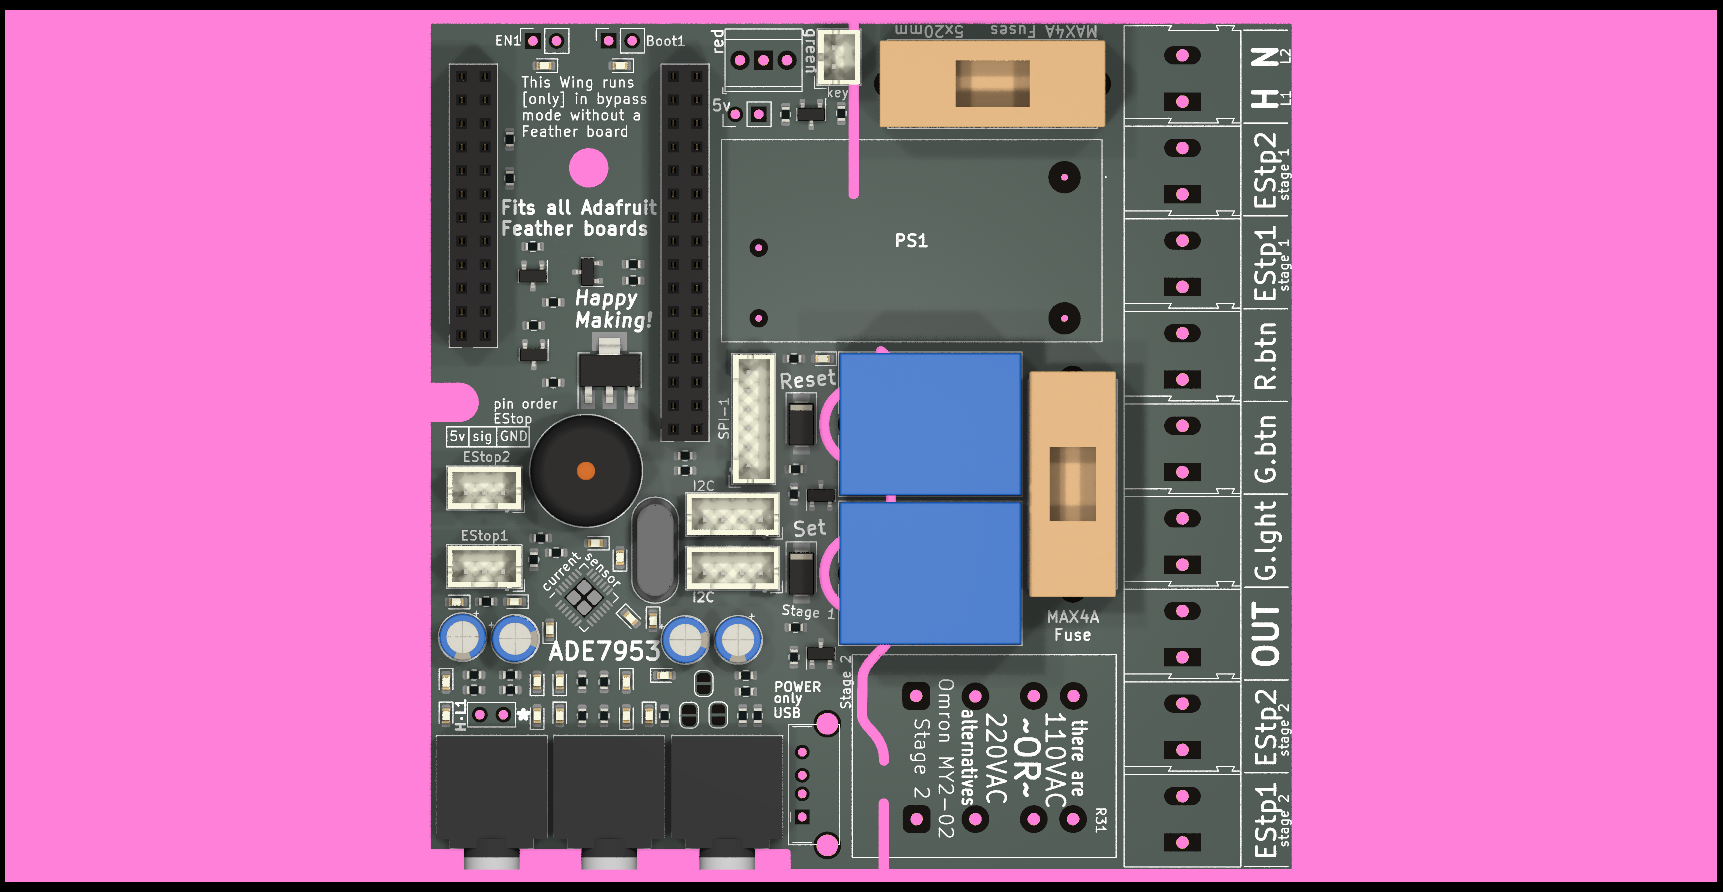 EN1
Boot1
This Wing runs
[only] in bypass
mode without a
Feather board
Fits all Adafruit
Feather boards
Happy
Making!
red
green
key
5v
MAX4A Fuses 5x20mm
PS1
N
L2
H
L1
EStp2
stage 1
EStp1
stage 1
R.btn
G.btn
G.lght
OUT
EStp2
stage 2
EStp1
stage 2
pin order
EStop
5v sig GND
EStop2
EStop1
SPI-1
Reset
I2C
Set
I2C
Stage 1
MAX4A
Fuse
current sensor
ADE7953
H-L1
*
POWER
only
USB
Stage 2
there are
110VAC
~OR~
220VAC
alternatives
Omron MY2-02
Stage 2
R31